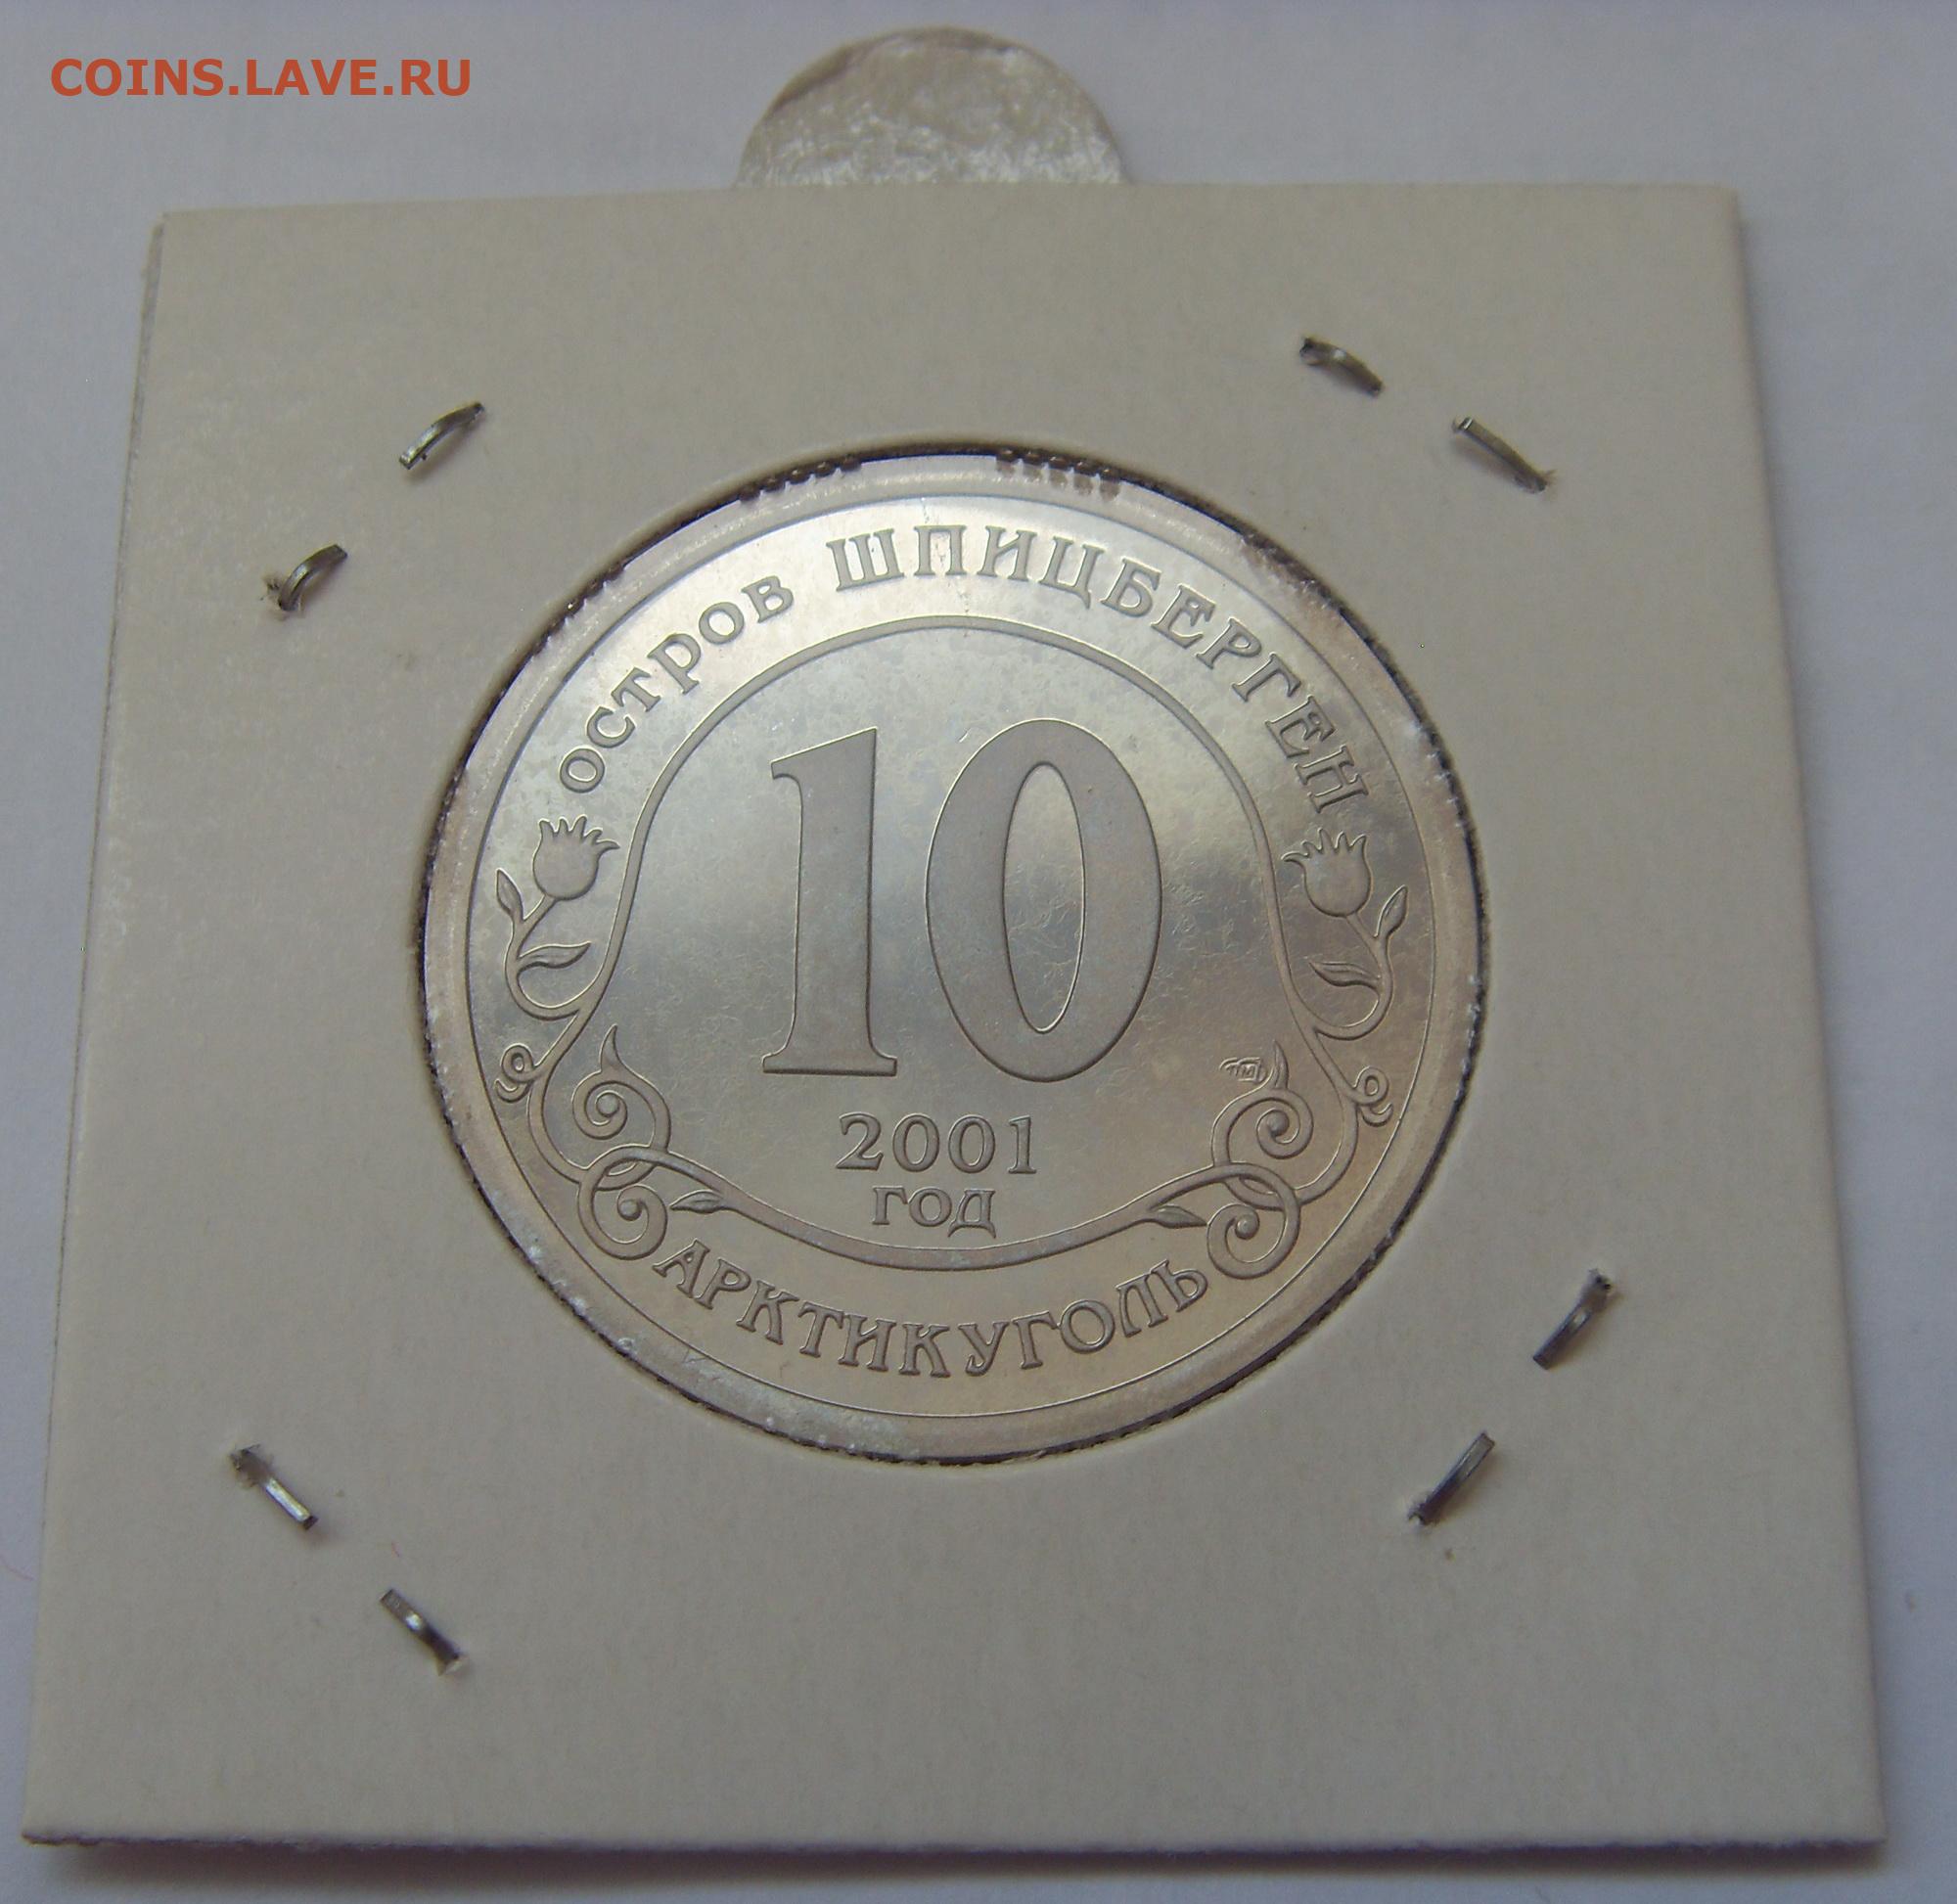 COINS.LAVE.RU
ОСТРОВ ШПИЦБЕРГЕН
10
2001
ГОД
АРКТИКУГОЛЬ